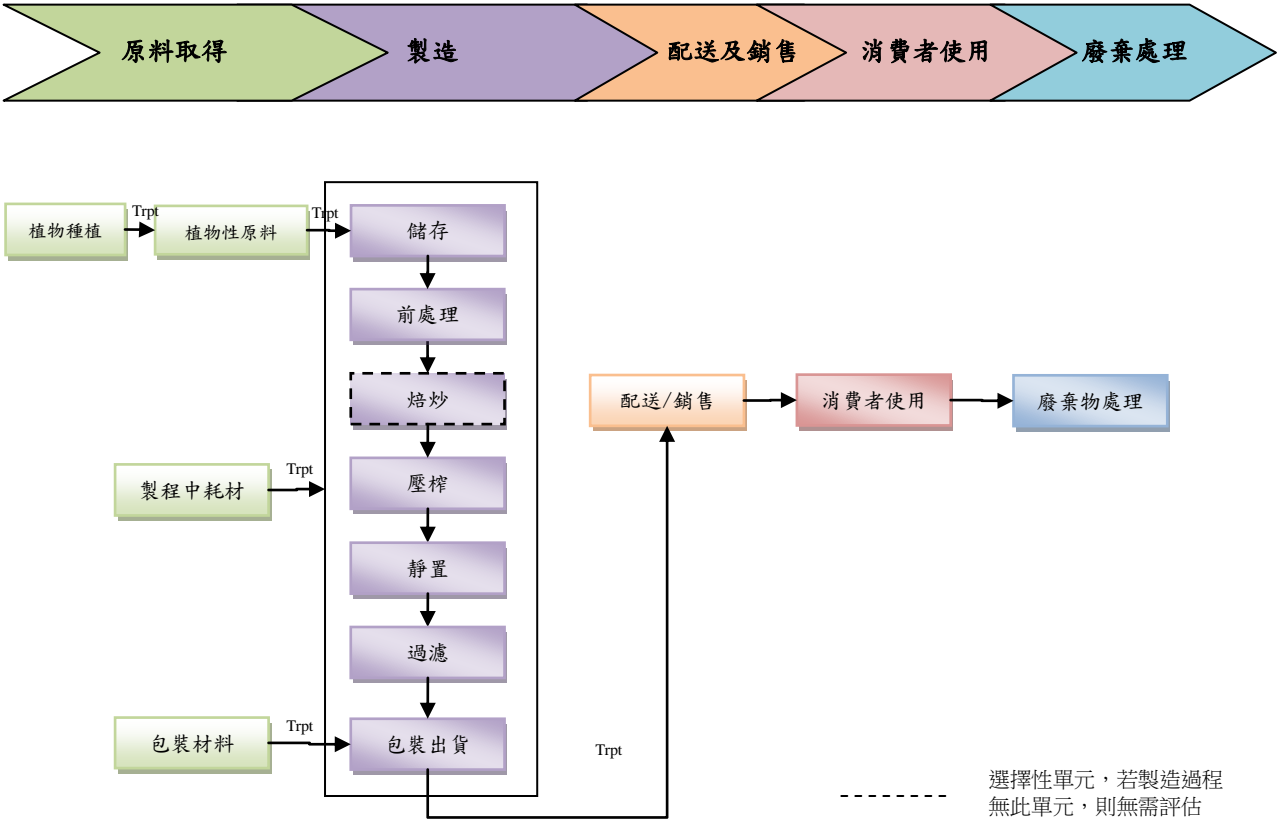 原料取得
製造
配送及銷售
消費者使用
廢棄處理
植物種植
Trpt
植物性原料
Trpt
儲存
前處理
焙炒
配送/銷售
消費者使用
廢棄物處理
製程中耗材
Trpt
壓榨
靜置
過濾
包裝材料
Trpt
包裝出貨
Trpt
選擇性單元，若製造過程
無此單元，則無需評估